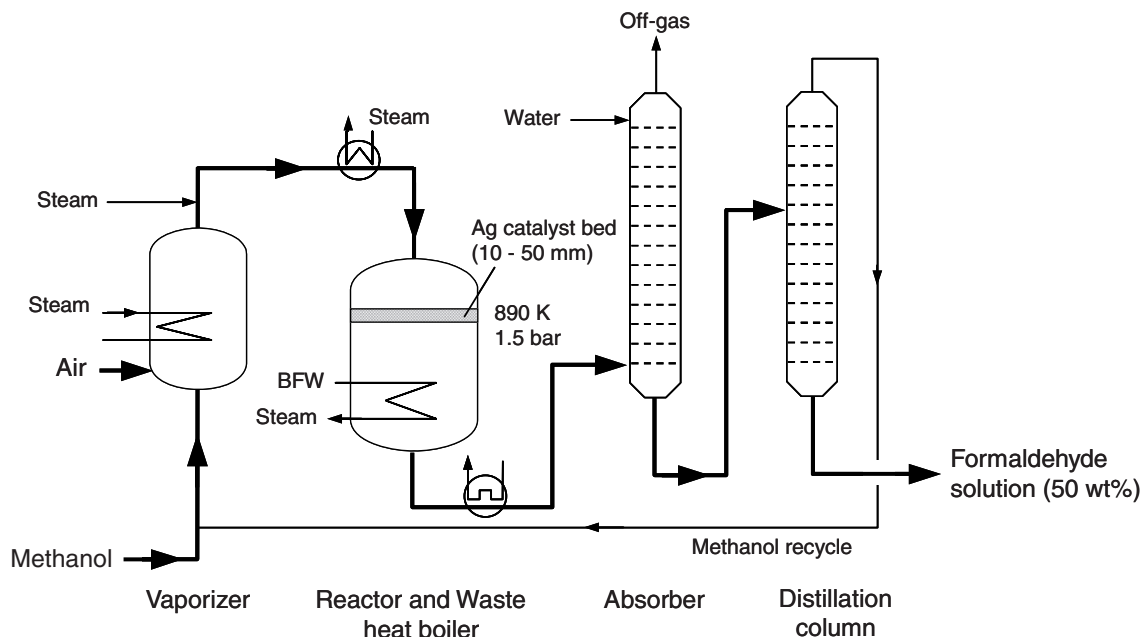 Off-gas
Water
Steam
Steam
Ag catalyst bed
(10 - 50 mm)
Steam
890 K
1.5 bar
Air
BFW
Steam
Formaldehyde
solution (50 wt%)
Methanol recycle
Methanol
Vaporizer
Reactor and Waste
heat boiler
Absorber
Distillation
column